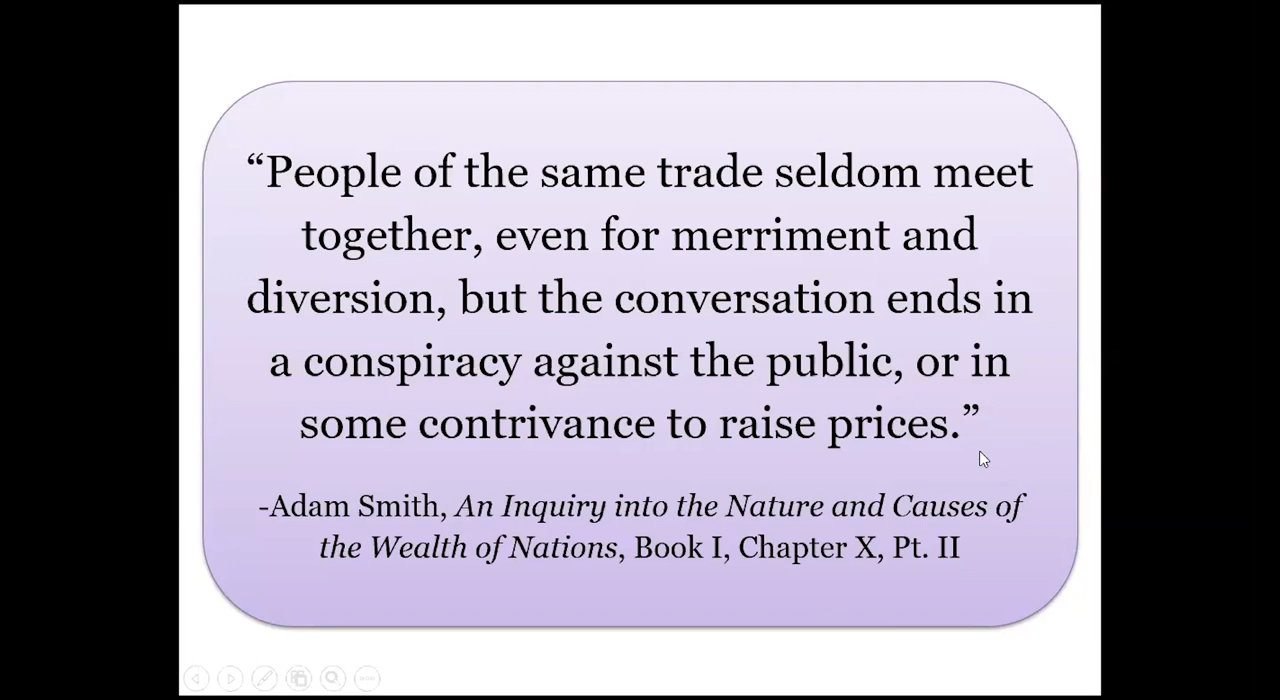 “People of the same trade seldom meet
together, even for merriment and
diversion, but the conversation ends in
a conspiracy against the public, or in
some contrivance to raise prices.”
-Adam Smith, An Inquiry into the Nature and Causes of
the Wealth of Nations, Book I, Chapter X, Pt. II